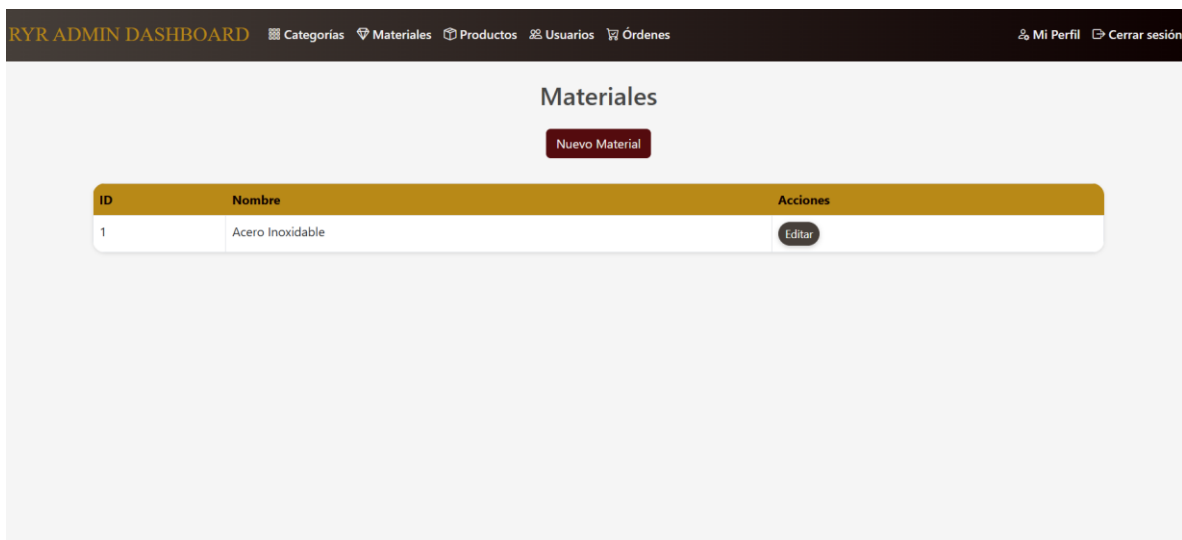 RYR ADMIN DASHBOARD Categorías Materiales Productos Usuarios Órdenes Mi Perfil Cerrar sesión
Materiales
Nuevo Material
ID Nombre Acciones
1 Acero Inoxidable Editar